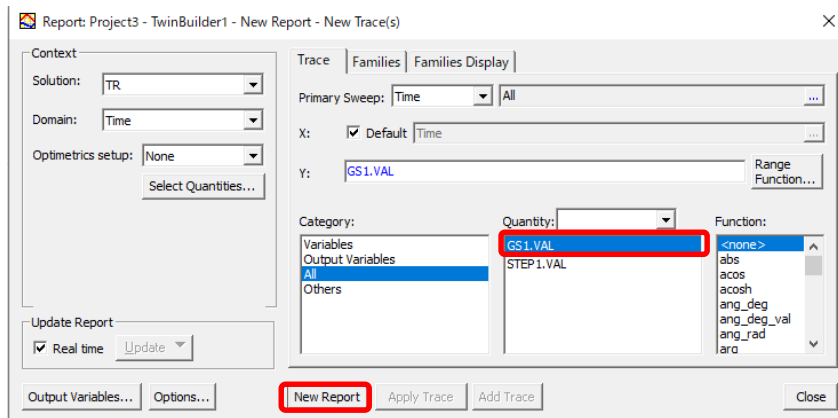 Report: Project3 - TwinBuilder1 - New Report - New Trace(s)
Context
Solution: TR
Domain: Time
Optimetrics setup: None
Select Quantities...
Update Report
Real time Update
Output Variables... Options...
Trace Families Families Display
Primary Sweep: Time All ...
X: Default Time ...
Y: GS1.VAL Range Function...
Category: Quantity: Function:
Variables GS1.VAL <none>
Output Variables STEP1.VAL abs
All acos
Others acosh
ang_deg
ang_deg_val
ang_rad
arg
New Report Apply Trace Add Trace Close